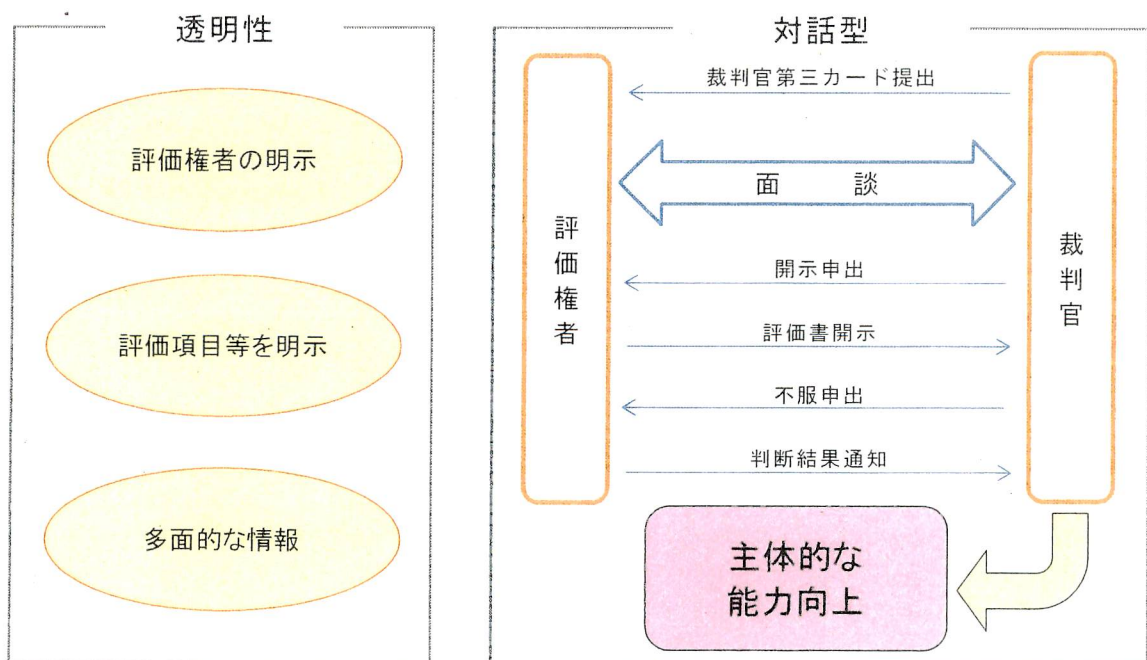 透明性
評価権者の明示
評価項目等を明示
多面的な情報
対話型
評価権者
裁判官第三カード提出
面　談
開示申出
評価書開示
不服申出
判断結果通知
裁判官
主体的な
能力向上